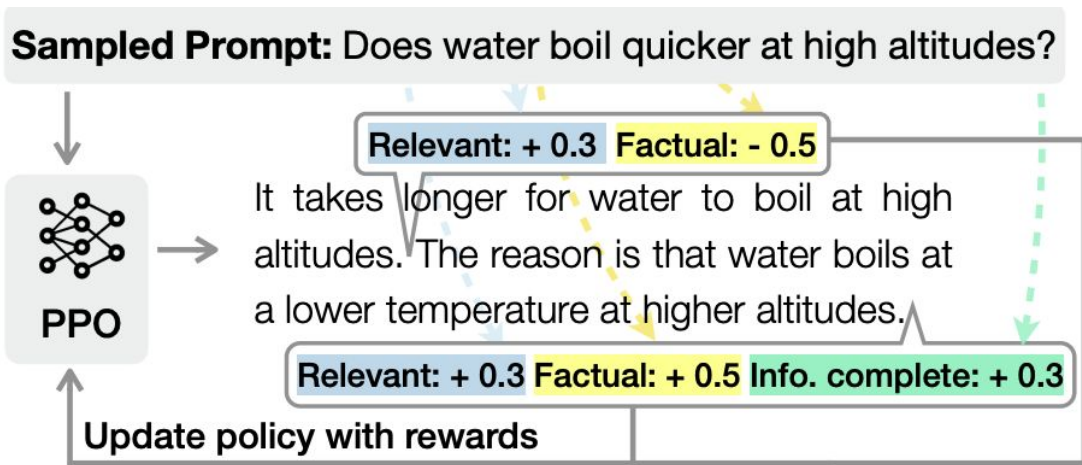 Sampled Prompt: Does water boil quicker at high altitudes?
Relevant: + 0.3 Factual: - 0.5
It takes longer for water to boil at high
altitudes. The reason is that water boils at
a lower temperature at higher altitudes.
PPO
Relevant: + 0.3 Factual: + 0.5 Info. complete: + 0.3
Update policy with rewards